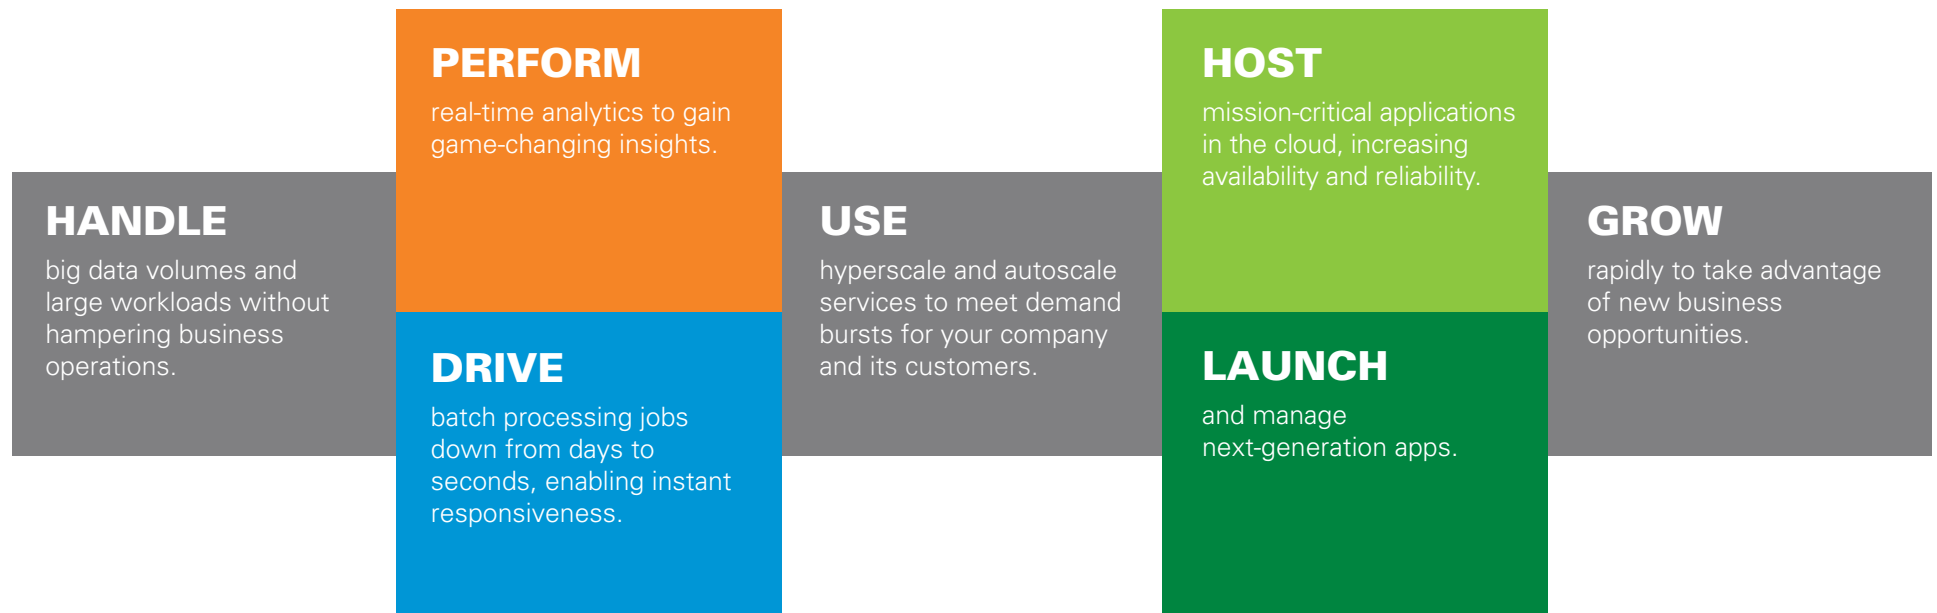 HANDLE
big data volumes and
large workloads without
hampering business
operations.
PERFORM
real-time analytics to gain
game-changing insights.
DRIVE
batch processing jobs
down from days to
seconds, enabling instant
responsiveness.
USE
hyperscale and autoscale
services to meet demand
bursts for your company
and its customers.
HOST
mission-critical applications
in the cloud, increasing
availability and reliability.
LAUNCH
and manage
next-generation apps.
GROW
rapidly to take advantage
of new business
opportunities.